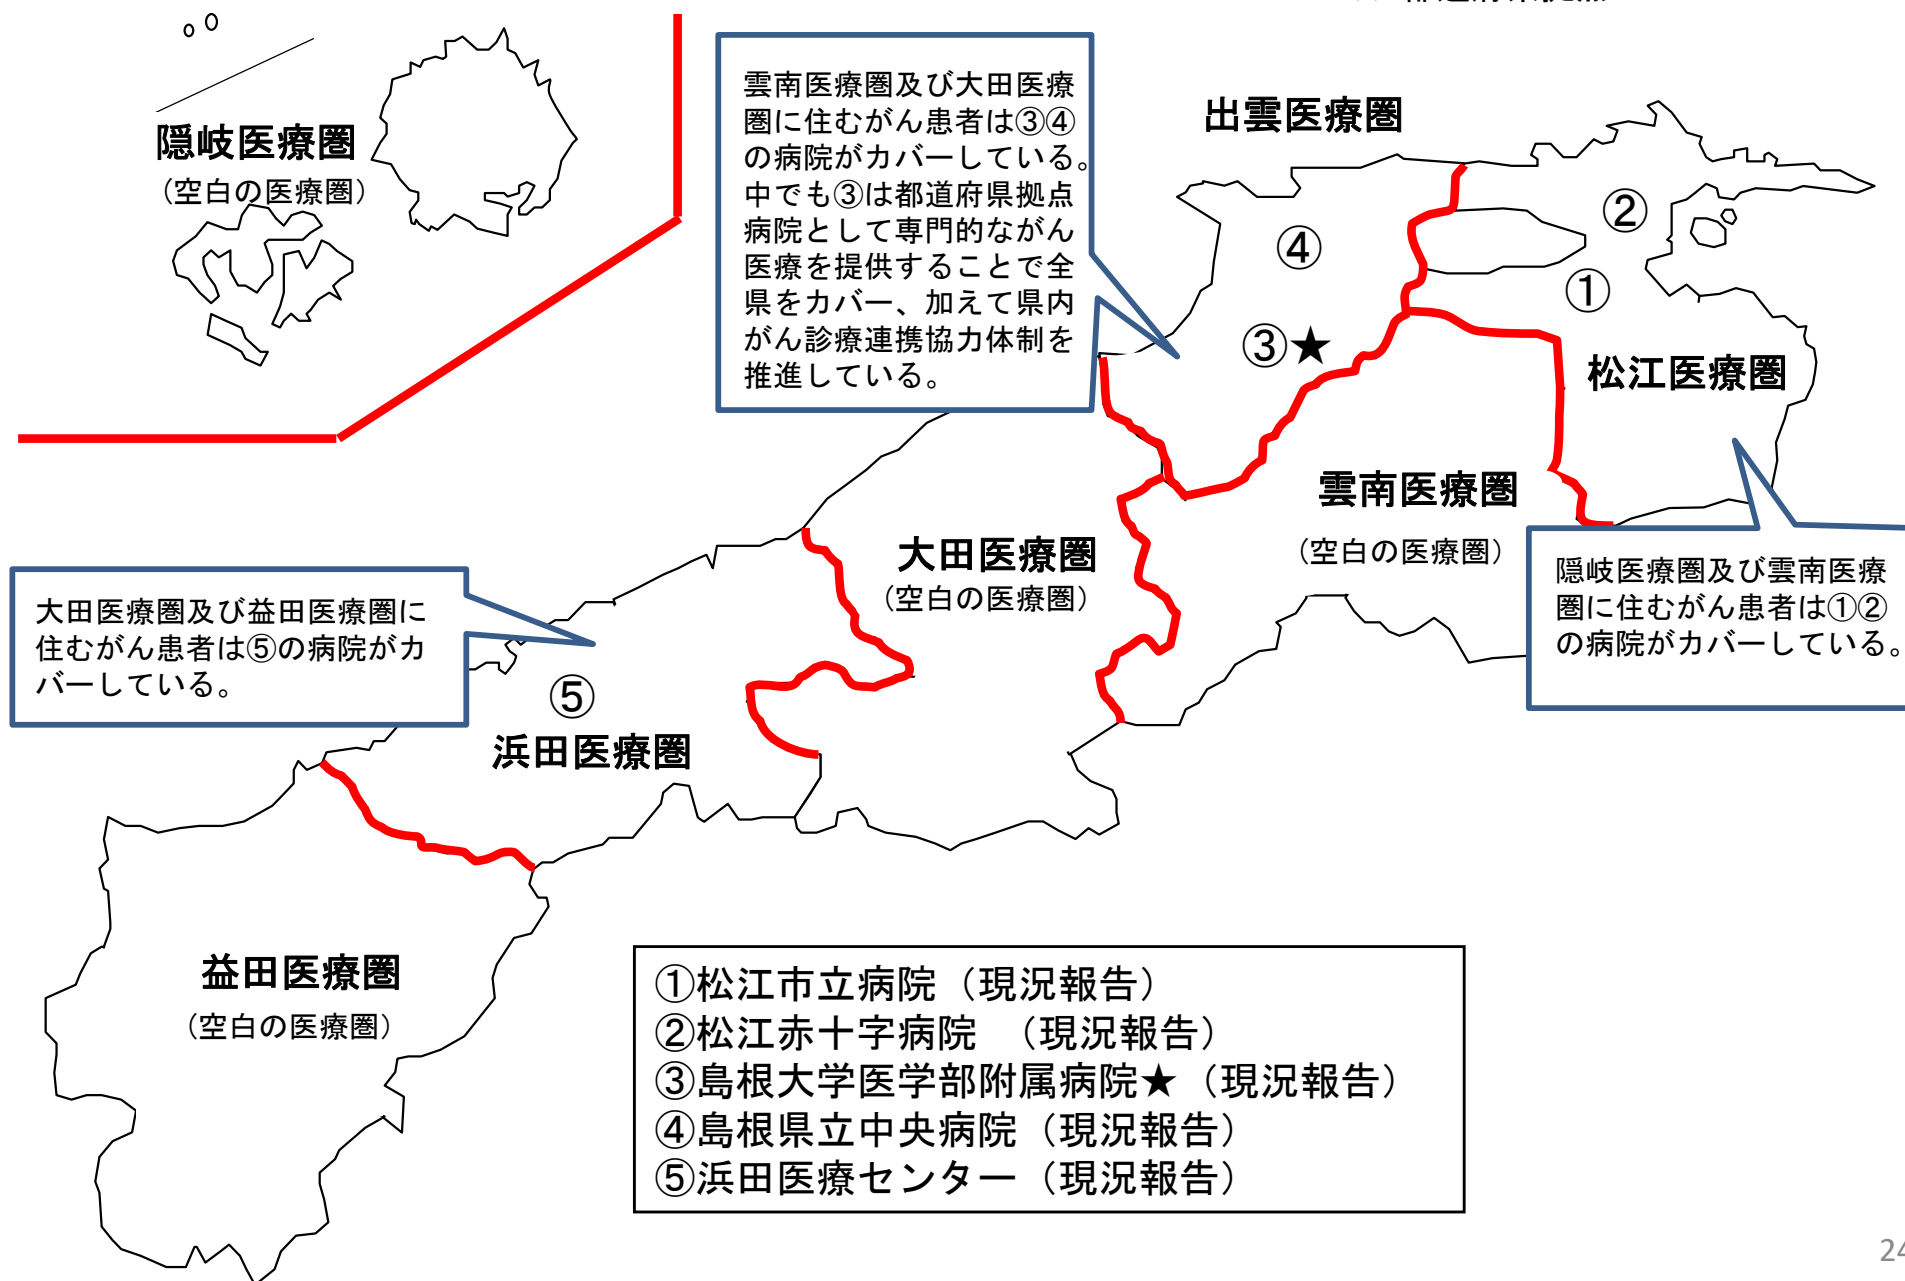 隠岐医療圏
（空白の医療圏）
雲南医療圏及び大田医療
圏に住むがん患者は③④
の病院がカバーしている。
中でも③は都道府県拠点
病院として専門的ながん
医療を提供することで全
県をカバー、加えて県内
がん診療連携協力体制を
推進している。
出雲医療圏
②
④
①
③★
松江医療圏
雲南医療圏
（空白の医療圏）
大田医療圏
（空白の医療圏）
隠岐医療圏及び雲南医療
圏に住むがん患者は①②
の病院がカバーしている。
大田医療圏及び益田医療圏に
住むがん患者は⑤の病院がカ
バーしている。
⑤
浜田医療圏
益田医療圏
（空白の医療圏）
①松江市立病院（現況報告）
②松江赤十字病院　（現況報告）
③島根大学医学部附属病院★（現況報告）
④島根県立中央病院（現況報告）
⑤浜田医療センター（現況報告）
24